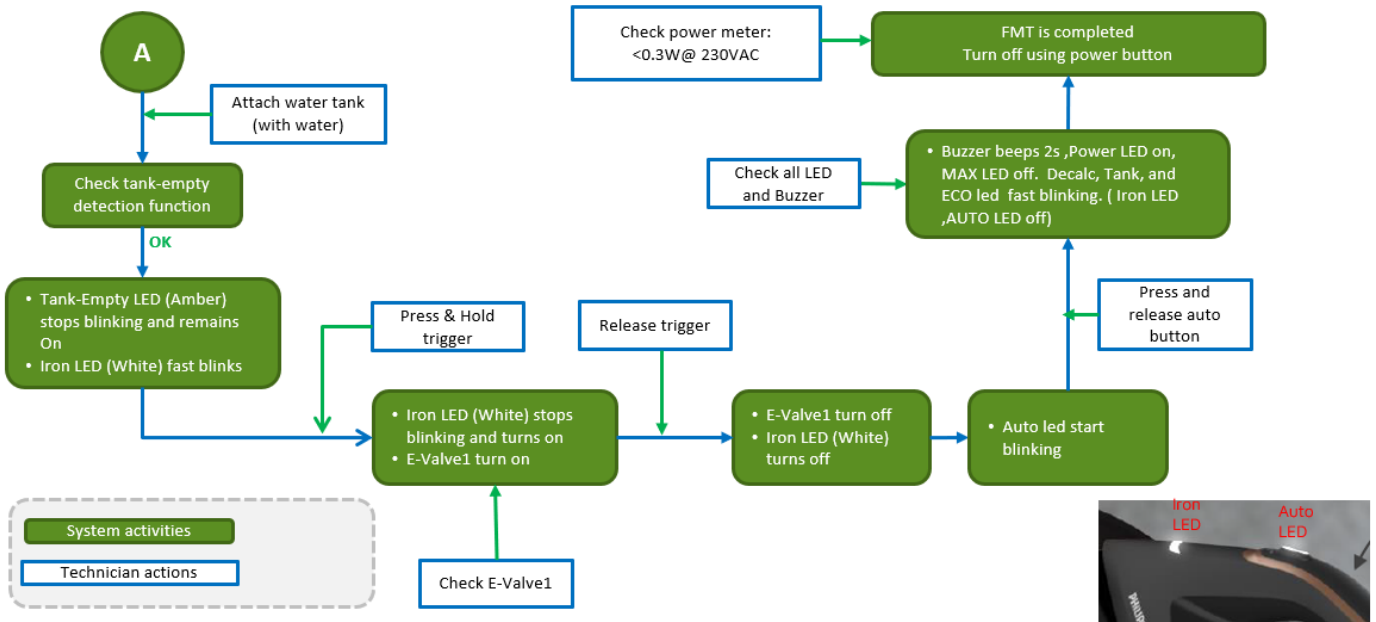 A
Attach water tank
(with water)
Check tank-empty
detection function
OK
• Tank-Empty LED (Amber)
stops blinking and remains
On
• Iron LED (White) fast blinks
Press & Hold
trigger
• Iron LED (White) stops
blinking and turns on
• E-Valve1 turn on
Check E-Valve1
Release trigger
• E-Valve1 turn off
• Iron LED (White)
turns off
• Auto led start
blinking
Press and
release auto
button
• Buzzer beeps 2s ,Power LED on,
MAX LED off.  Decalc, Tank, and
ECO led  fast blinking. ( Iron LED
,AUTO LED off)
Check all LED
and Buzzer
FMT is completed
Turn off using power button
Check power meter:
<0.3W@ 230VAC
System activities
Technician actions
Iron
LED
Auto
LED